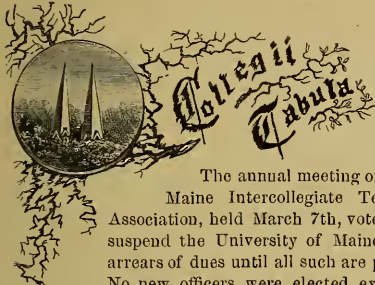 Collegii
Tabula
The annual meeting of
Maine Intercollegiate Te
Association, held March 7th, vote
suspend the University of Maine
arrears of dues until all such are p
No new officers were elected ex